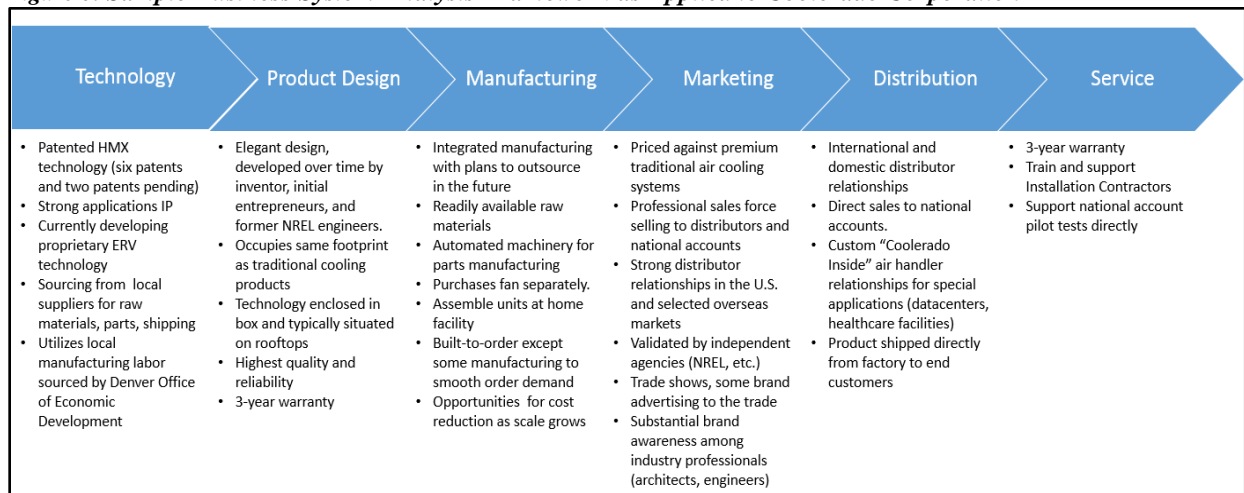 Figure Sample Business System Analysis Framework as Applied to Coolerado Corporation
Technology
Product Design
Manufacturing
Marketing
Distribution
Service
• Patented HMX
technology (six patents
and two patents pending)
• Strong applications IP
• Currently developing
proprietary ERV
technology
• Sourcing from local
suppliers for raw
materials, parts, shipping
• Utilizes local
manufacturing labor
sourced by Denver Office
of Economic
Development
• Elegant design,
developed over time by
inventor, initial
entrepreneurs, and
former NREL engineers.
• Occupies same footprint
as traditional cooling
products
• Technology enclosed in
box and typically situated
on rooftops
• Highest quality and
reliability
• 3-year warranty
• Integrated manufacturing
with plans to outsource
in the future
• Readily available raw
materials
• Automated machinery for
parts manufacturing
• Purchases fan separately.
• Assemble units at home
facility
• Built-to-order except
some manufacturing to
smooth order demand
• Opportunities for cost
reduction as scale grows
• Priced against premium
traditional air cooling
systems
• Professional sales force
selling to distributors and
national accounts
• Strong distributor
relationships in the U.S.
and selected overseas
markets
• Validated by independent
agencies (NREL, etc.)
• Trade shows, some brand
advertising to the trade
• Substantial brand
awareness among
industry professionals
(architects, engineers)
• International and
domestic distributor
relationships
• Direct sales to national
accounts.
• Custom “Coolerado
Inside” air handler
relationships for special
applications (datacenters,
healthcare facilities)
• Product shipped directly
from factory to end
customers
• 3-year warranty
• Train and support
Installation Contractors
• Support national account
pilot tests directly